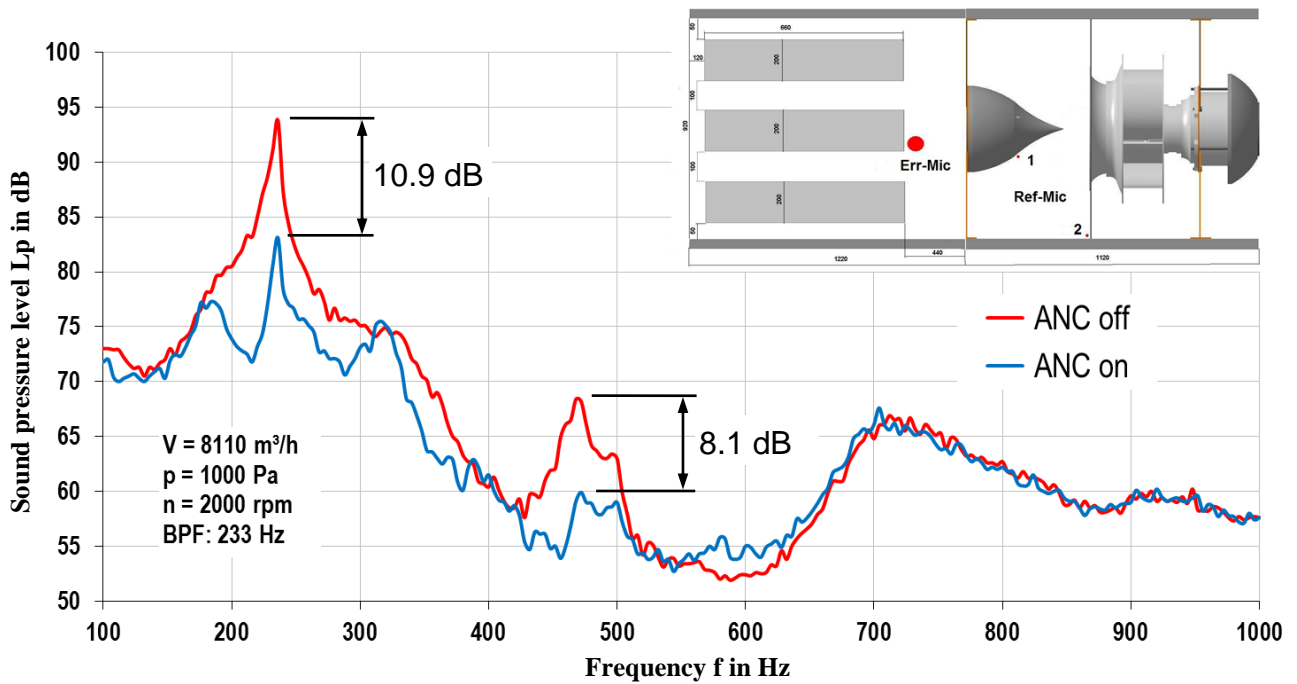 Sound pressure level Lp in dB
100
95
90
85
80
75
70
65
60
55
50
10.9 dB
8.1 dB
V = 8110 m³/h
p = 1000 Pa
n = 2000 rpm
BPF: 233 Hz
660
50
120
200
100
920
200
100
200
50
Err-Mic
1
Ref-Mic
2
440
1220
1120
ANC off
ANC on
100 200 300 400 500 600 700 800 900 1000
Frequency f in Hz